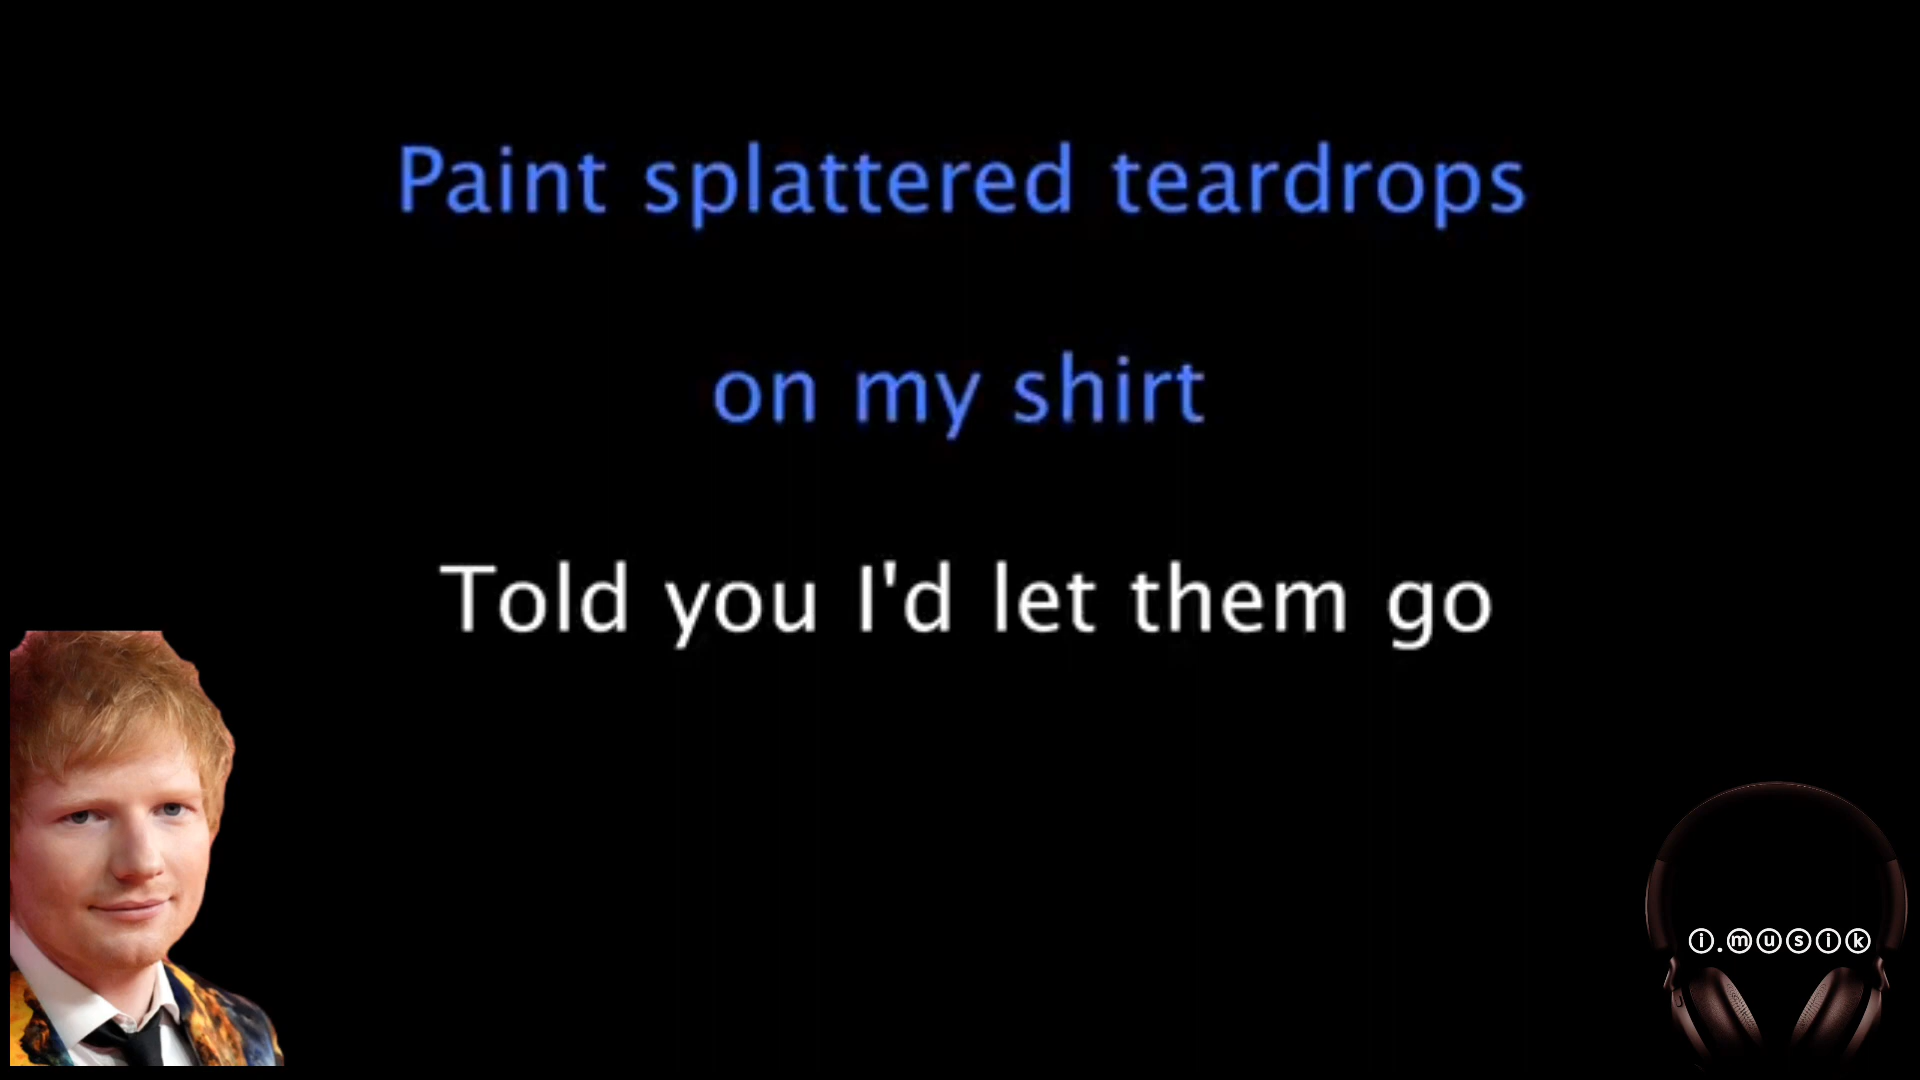 Paint splattered teardrops
on my shirt
Told you I'd let them go
i.musik